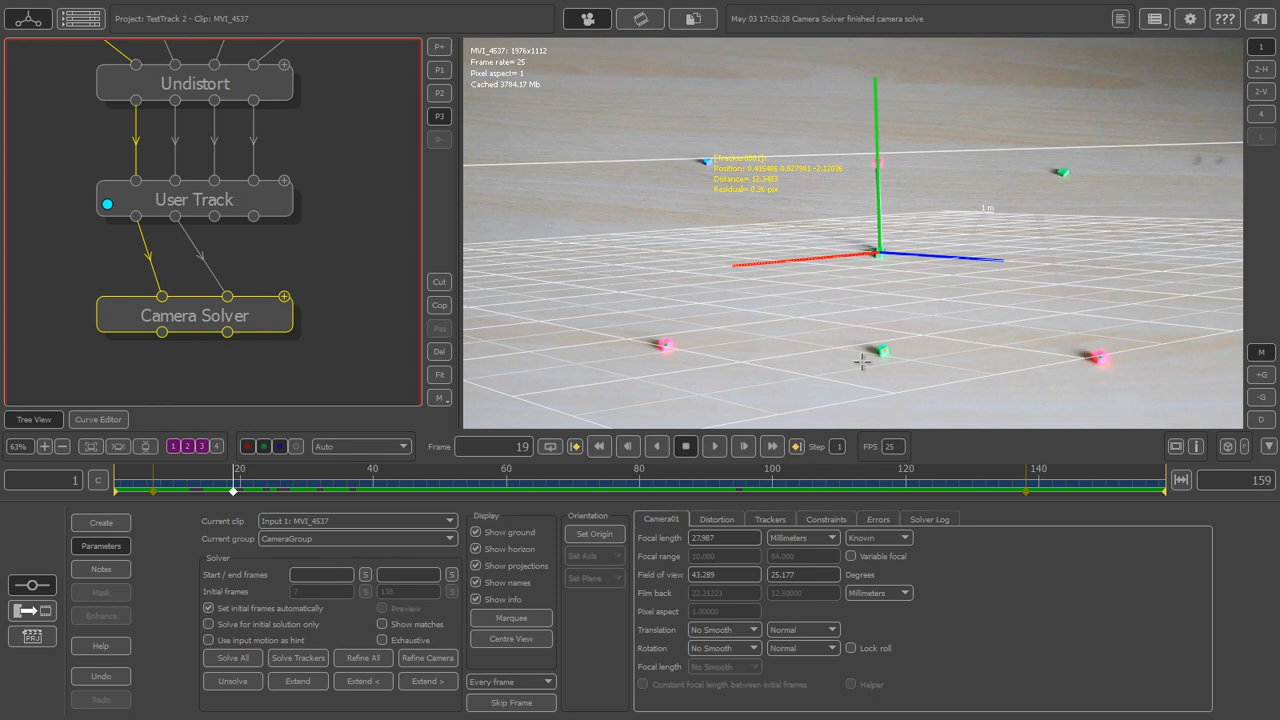 Project: TestTrack 2 - Clip: MVI_4537
May 03 17:52:28 Camera Solver finished camera solve
???
Undistort
User Track
Camera Solver
P+
P1
P2
P3
P-
Cut
Cop
Pas
Del
Fit
M
MVI_4537: 1976x1112
Frame rate= 25
Pixel aspect= 1
Cached 3784.17 Mb
[Tracker0001]:
Position: 0.415486 0.827981 -2.12036
Distance= 12.3483
Residual= 0.36 pix
1 m
1
2-H
2-V
4
L
M
+G
-G
D
Tree View
Curve Editor
63%
1 2 3 4
Auto
Frame 19
Step 1
FPS 25
1 C
20 40 60 80 100 120 140
159
Create
Parameters
Notes
Mask
Enhance
Help
Undo
Redo
PRJ
Current clip Input 1: MVI_4537
Current group CameraGroup
Solver
Start / end frames S S
Initial frames 7 S 138 S
Set initial frames automatically Preview
Solve for initial solution only Show matches
Use input motion as hint Exhaustive
Solve All Solve Trackers Refine All Refine Camera
Unsolve Extend Extend < Extend >
Display
Show ground
Show horizon
Show projections
Show names
Show info
Marquee
Centre View
Every frame
Skip Frame
Orientation
Set Origin
Set Axis
Set Plane
Camera01 Distortion Trackers Constraints Errors Solver Log
Focal length 27.987 Millimeters Known
Focal range 10.000 84.000 Variable focal
Field of view 43.289 25.177 Degrees
Film back 22.21223 12.50000 Millimeters
Pixel aspect 1.00000
Translation No Smooth Normal
Rotation No Smooth Normal Lock roll
Focal length No Smooth
Constant focal length between initial frames Helper